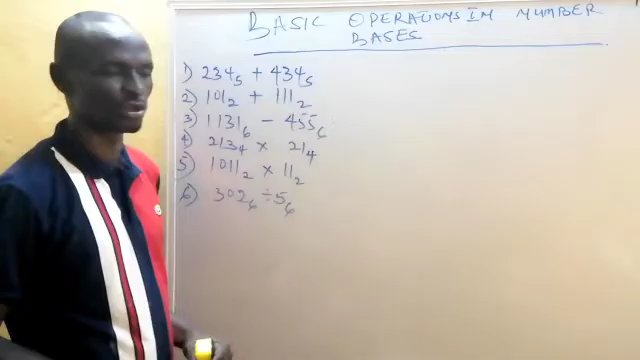 BASIC OPERATIONS IN NUMBER
BASES
1) 234₅ + 434₅
2) 101₂ + 111₂
3) 1131₆ - 455₆
4) 213₄ × 21₄
5) 1011₂ × 11₂
6) 302₆ ÷ 5₆